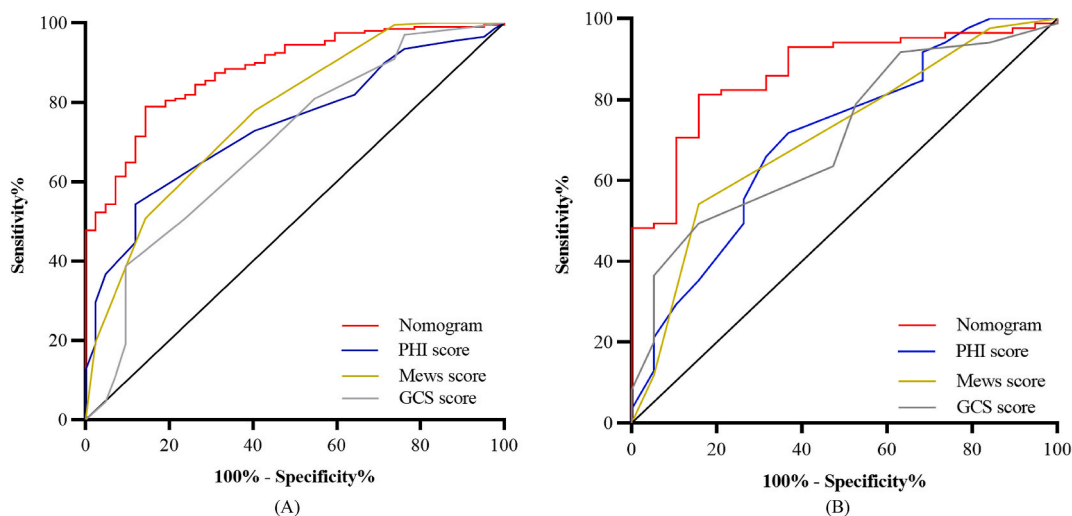 100
80
60
40
20
0
Sensitivity%
Nomogram
PHI score
Mews score
GCS score
0
20
40
60
80
100
100% - Specificity%
(A)
100
80
60
40
20
0
Sensitivity%
Nomogram
PHI score
Mews score
GCS score
0
20
40
60
80
100
100% - Specificity%
(B)